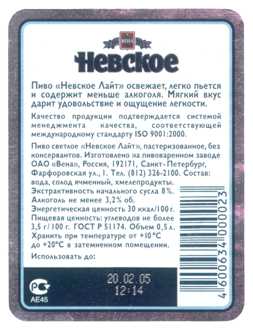 Невское
Пиво «Невское Лайт» освежает, легко пьется
и содержит меньше алкоголя. Мягкий вкус
дарит удовольствие и ощущение легкости.
Качество продукции подтверждается системой
менеджмента качества, соответствующей
международному стандарту ISO 9001:2000.
Пиво светлое «Невское Лайт», пастеризованное, без
консервантов. Изготовлено на пивоваренном заводе
ОАО «Вена», Россия, 192171, Санкт-Петербург,
Фарфоровская ул., 1. Тел. (812) 326-2100. Состав:
вода, солод ячменный, хмелепродукты.
Экстрактивность начального сусла 8%.
Алкоголь не менее 3,2% об.
Энергетическая ценность 30 ккал/100 г.
Пищевая ценность: углеводов не более
3,5 г/100 г. ГОСТ Р 51174. Объем 0,5 л.
Хранить при температуре от +10°C
до +20°C в затемненном помещении.
Использовать до:
20 02 05
12:14
АЕ45
4 600634 000023